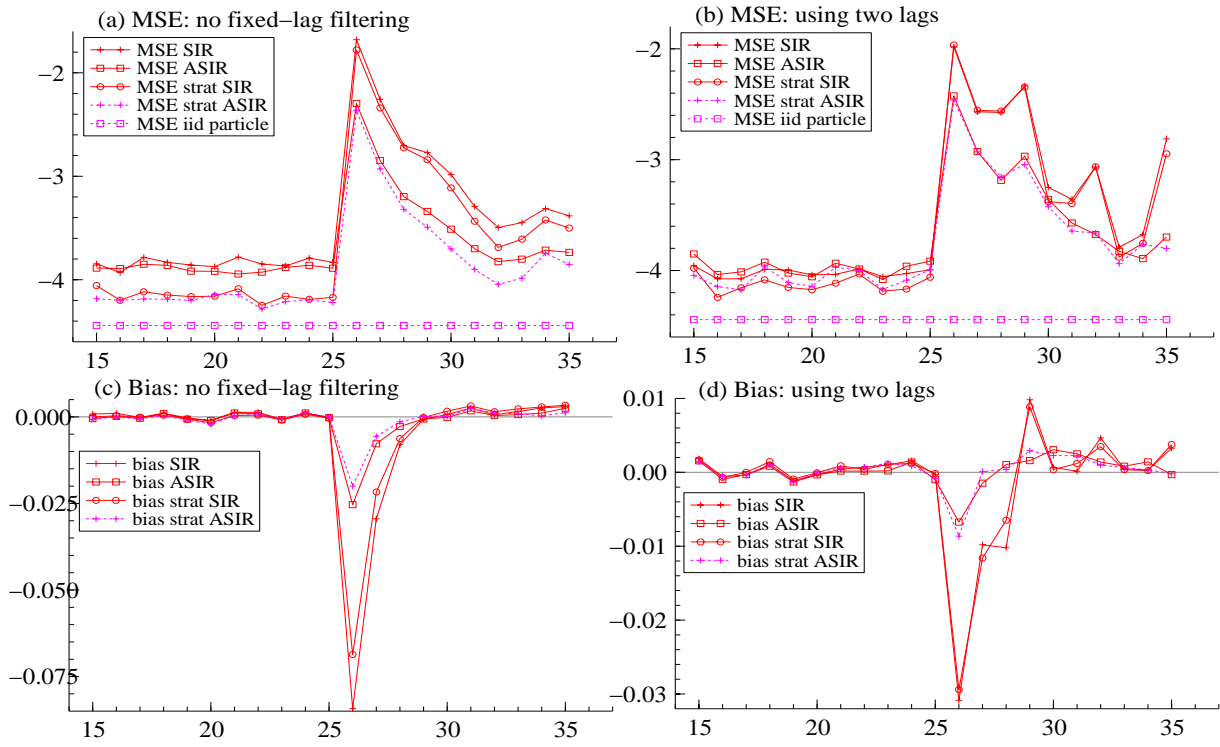 (a) MSE: no fixed−lag filtering
MSE SIR
MSE ASIR
MSE strat SIR
MSE strat ASIR
MSE iid particle
−2
−3
−4
15 20 25 30 35
(b) MSE: using two lags
MSE SIR
MSE ASIR
MSE strat SIR
MSE strat ASIR
MSE iid particle
−2
−3
−4
15 20 25 30 35
(c) Bias: no fixed−lag filtering
0.000
bias SIR
bias ASIR
bias strat SIR
bias strat ASIR
−0.025
−0.050
−0.075
15 20 25 30 35
(d) Bias: using two lags
0.01
0.00
bias SIR
bias ASIR
bias strat SIR
bias strat ASIR
−0.01
−0.02
−0.03
15 20 25 30 35